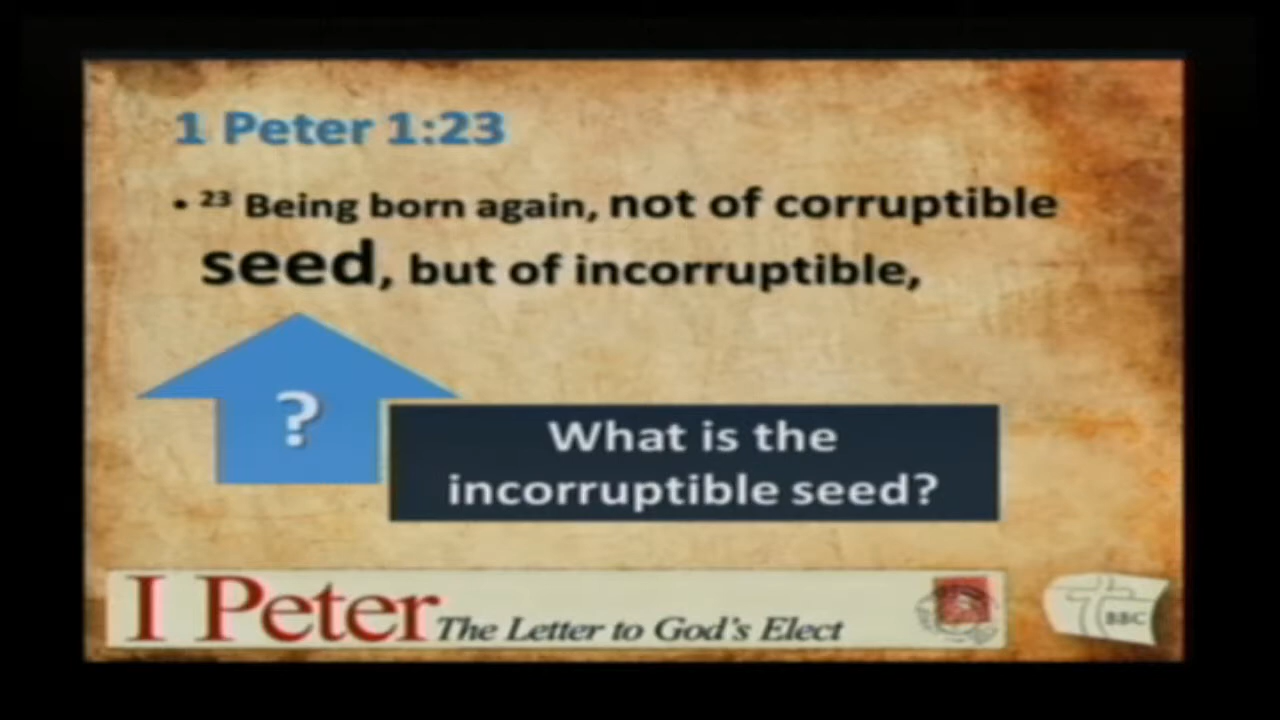 1 Peter 1:23
• ²³ Being born again, not of corruptible
seed, but of incorruptible,
?
What is the
incorruptible seed?
I Peter The Letter to God's Elect
BBC